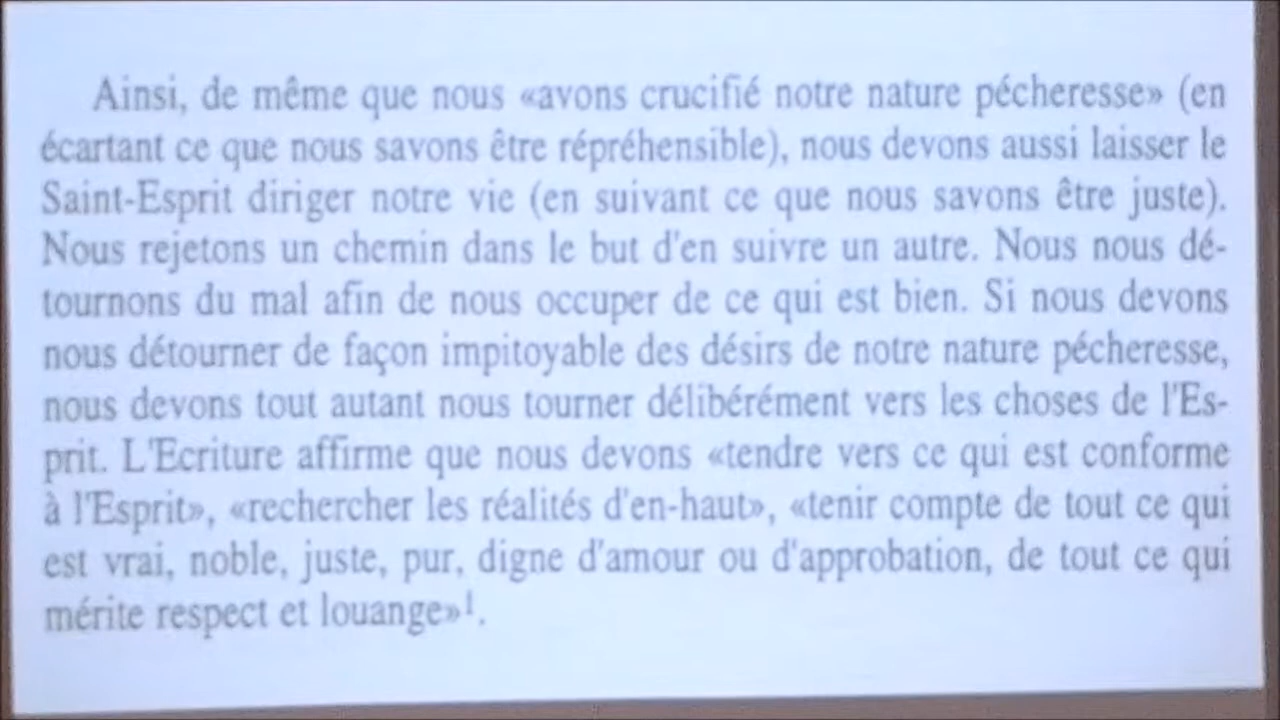 Ainsi, de même que nous «avons crucifié notre nature pécheresse» (en
écartant ce que nous savons être répréhensible), nous devons aussi laisser le
Saint-Esprit diriger notre vie (en suivant ce que nous savons être juste).
Nous rejetons un chemin dans le but d'en suivre un autre. Nous nous dé-
tournons du mal afin de nous occuper de ce qui est bien. Si nous devons
nous détourner de façon impitoyable des désirs de notre nature pécheresse,
nous devons tout autant nous tourner délibérément vers les choses de l'Es-
prit. L'Ecriture affirme que nous devons «tendre vers ce qui est conforme
à l'Esprit», «rechercher les réalités d'en-haut», «tenir compte de tout ce qui
est vrai, noble, juste, pur, digne d'amour ou d'approbation, de tout ce qui
mérite respect et louange»¹.